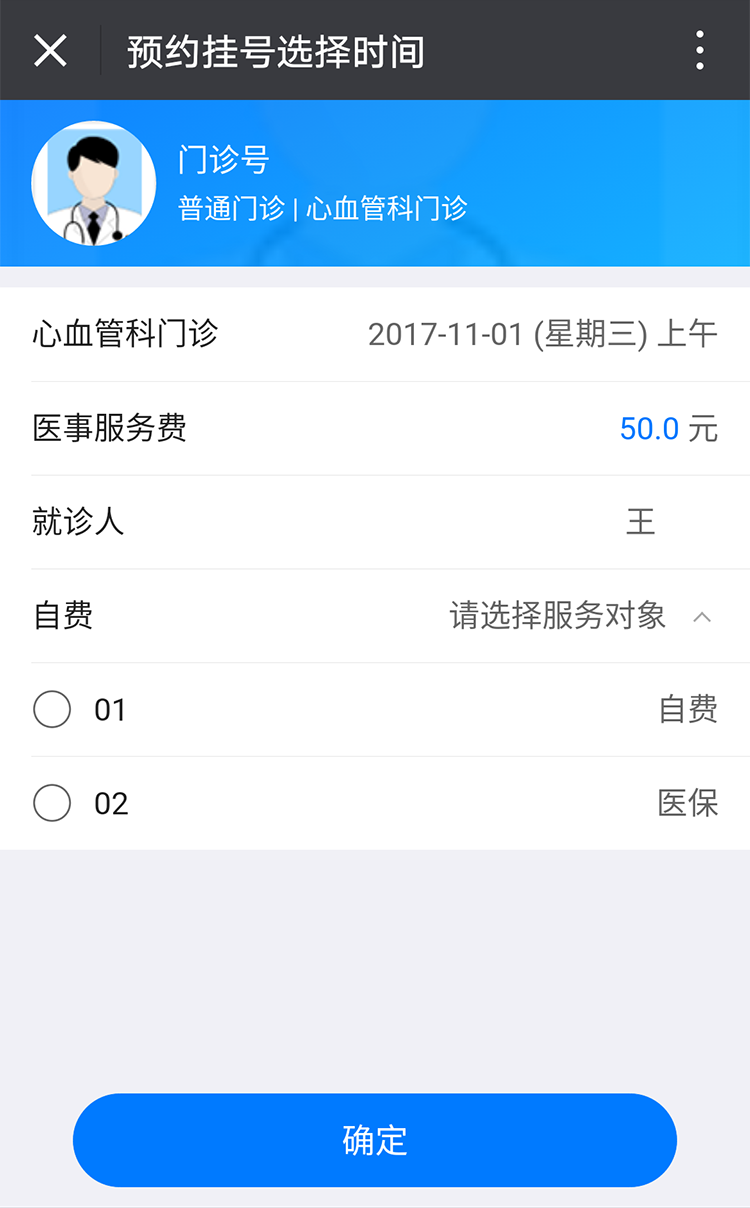 预约挂号选择时间
门诊号
普通门诊 | 心血管科门诊
心血管科门诊 2017-11-01 (星期三) 上午
医事服务费 50.0 元
就诊人 王
自费 请选择服务对象
01 自费
02 医保
确定